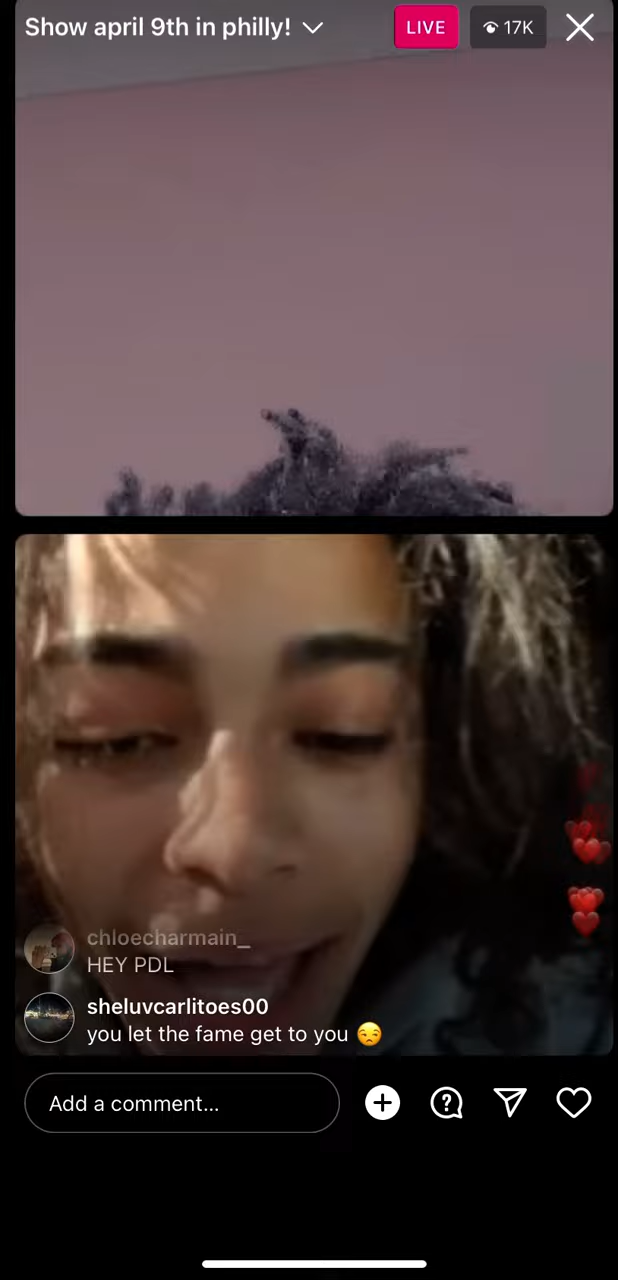 Show april 9th in philly!
LIVE
17K
chloecharmain_
HEY PDL
sheluvcarlitoes00
you let the fame get to you 😒
Add a comment...